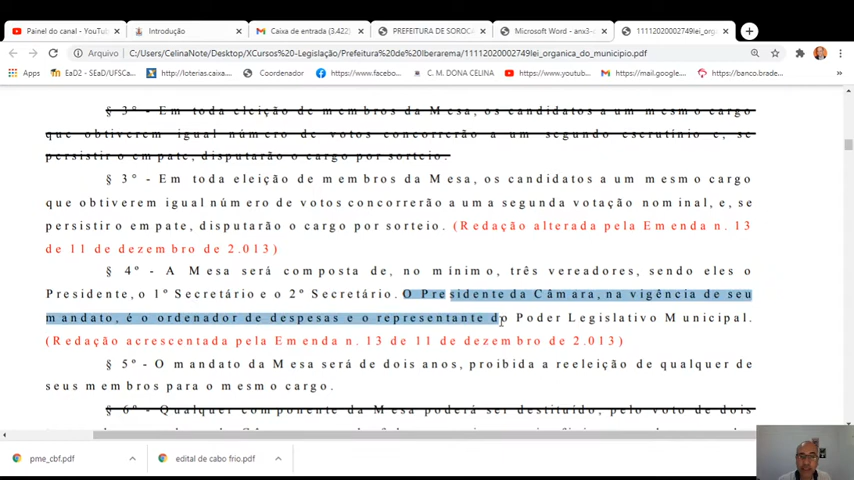 Painel do canal - YouTu
Introdução
Caixa de entrada (3.422)
PREFEITURA DE SOROC
Microsoft Word - anx3-
11112020002749lei_org
Arquivo
C:/Users/CelinaNote/Desktop/XCursos%20-Legislação/Prefeitura%20de%20Iberarema/11112020002749lei_organica_do_municipio.pdf
Apps
EaD2 - SEaD/UFSCa
http://loterias.caixa...
Coordenador
https://www.facebo...
C. M. DONA CELINA
https://www.youtub...
https://mail.google...
https://banco.brade...
§ 3º - Em toda eleição de membros da Mesa, os candidatos a um mesmo cargo
que obtiverem igual número de votos concorrerão a um segundo escrutínio e, se
persistir o empate, disputarão o cargo por sorteio.
§ 3º - Em toda eleição de membros da Mesa, os candidatos a um mesmo cargo
que obtiverem igual número de votos concorrerão a uma segunda votação nominal, e, se
persistir o empate, disputarão o cargo por sorteio. (Redação alterada pela Emenda n. 13
de 11 de dezembro de 2.013)
§ 4º - A Mesa será composta de, no mínimo, três vereadores, sendo eles o
Presidente, o 1º Secretário e o 2º Secretário. O Presidente da Câmara, na vigência de seu
mandato, é o ordenador de despesas e o representante do Poder Legislativo Municipal.
(Redação acrescentada pela Emenda n. 13 de 11 de dezembro de 2.013)
§ 5º - O mandato da Mesa será de dois anos, proibida a reeleição de qualquer de
seus membros para o mesmo cargo.
§ 6º - Qualquer componente da Mesa poderá ser destituído, pelo voto de dois
pme_cbf.pdf
edital de cabo frio.pdf